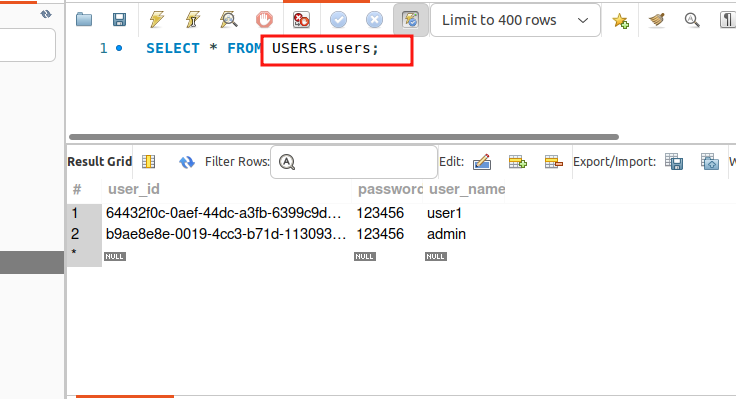 Limit to 400 rows
1 SELECT * FROM USERS.users;
Result Grid Filter Rows: Edit: Export/Import:
# user_id password user_name
1 64432f0c-0aef-44dc-a3fb-6399c9d... 123456 user1
2 b9ae8e8e-0019-4cc3-b71d-113093... 123456 admin
* NULL NULL NULL